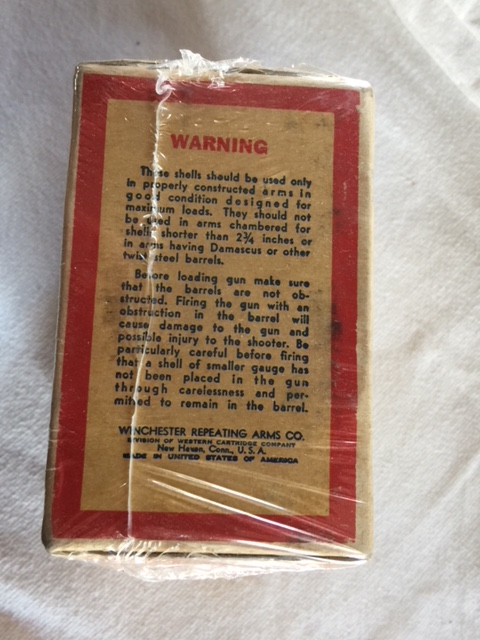 WARNING
These shells should be used only
in properly constructed arms in
good condition designed for
maximum loads. They should not
be used in arms chambered for
shells shorter than 2¾ inches or
in arms having Damascus or other
twist steel barrels.
Before loading gun make sure
that the barrels are not ob-
structed. Firing the gun with an
obstruction in the barrel will
cause damage to the gun and
possible injury to the shooter. Be
particularly careful before firing
that a shell of smaller gauge has
not been placed in the gun
through carelessness and per-
mitted to remain in the barrel.
WINCHESTER REPEATING ARMS CO.
DIVISION OF WESTERN CARTRIDGE COMPANY
New Haven, Conn., U. S. A.
MADE IN UNITED STATES OF AMERICA